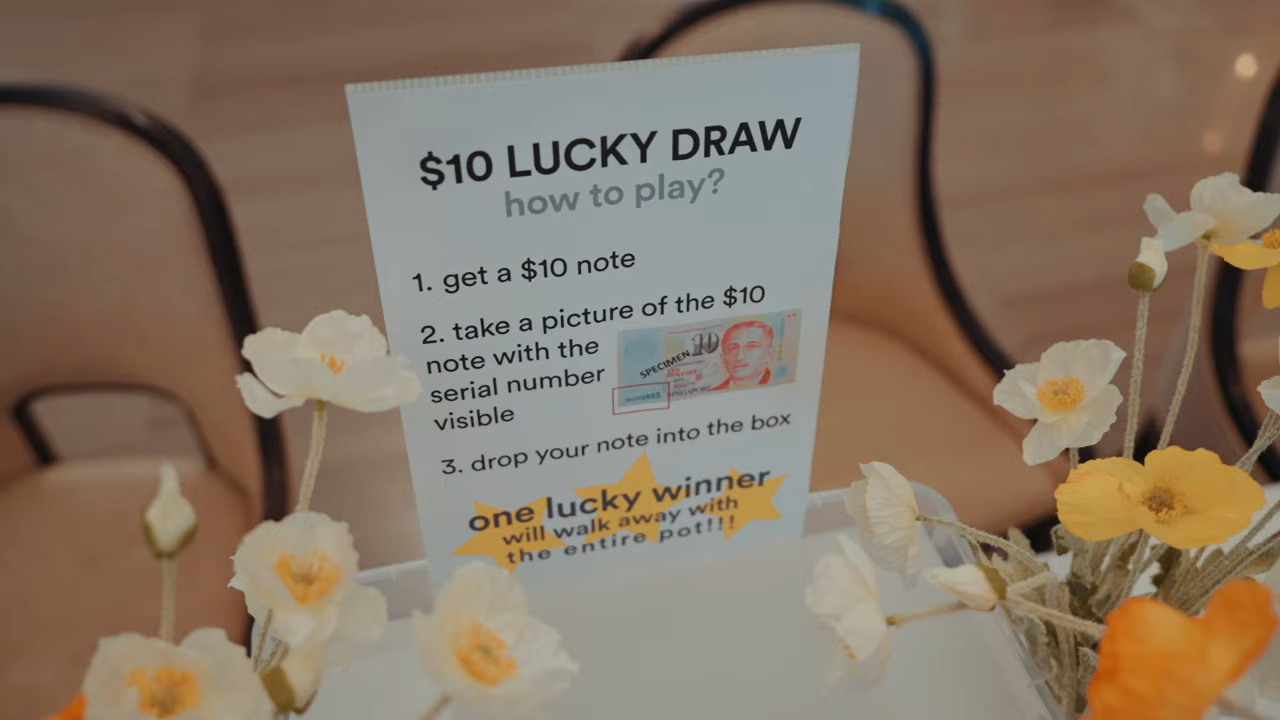 $10 LUCKY DRAW
how to play?
1. get a $10 note
2. take a picture of the $10
note with the
serial number
visible
SPECIMEN
10
3. drop your note into the box
one lucky winner
will walk away with
the entire pot!!!